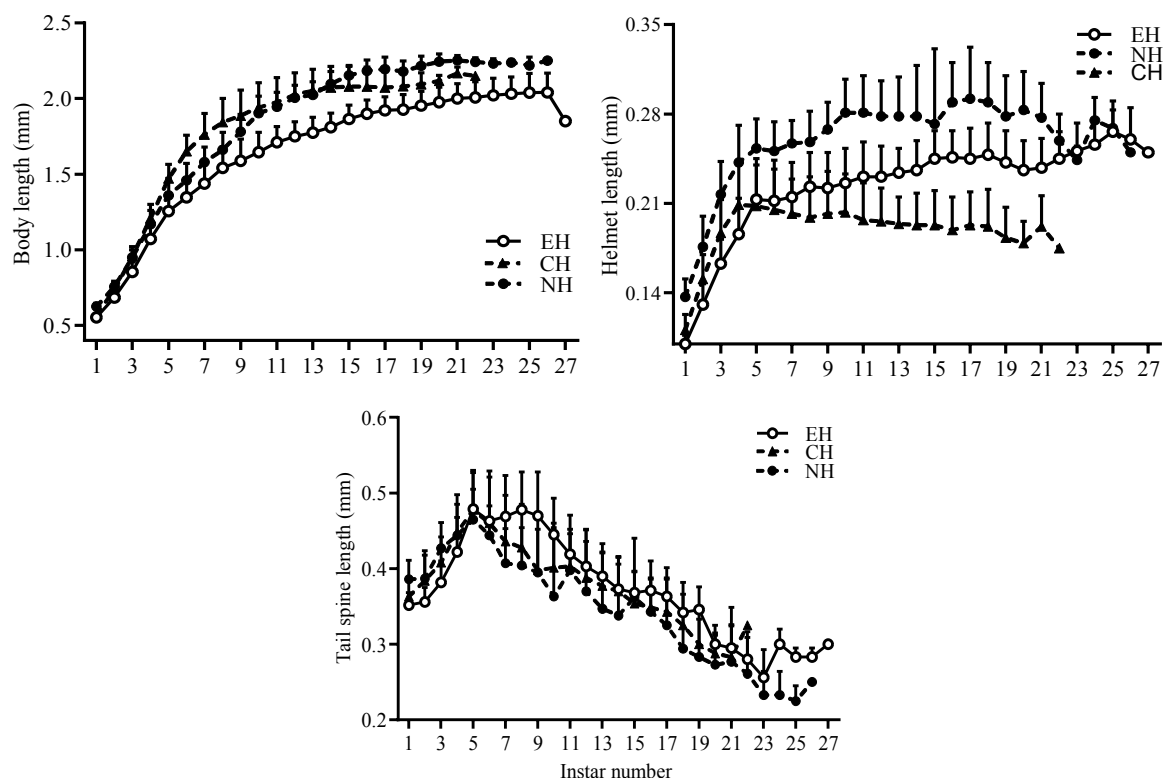 2.5
2.0
1.5
1.0
0.5
Body length (mm)
EH
CH
NH
1 3 5 7 9 11 13 15 17 19 21 23 25 27
0.35
0.28
0.21
0.14
Helmet length (mm)
EH
NH
CH
1 3 5 7 9 11 13 15 17 19 21 23 25 27
0.6
0.5
0.4
0.3
0.2
Tail spine length (mm)
EH
CH
NH
1 3 5 7 9 11 13 15 17 19 21 23 25 27
Instar number